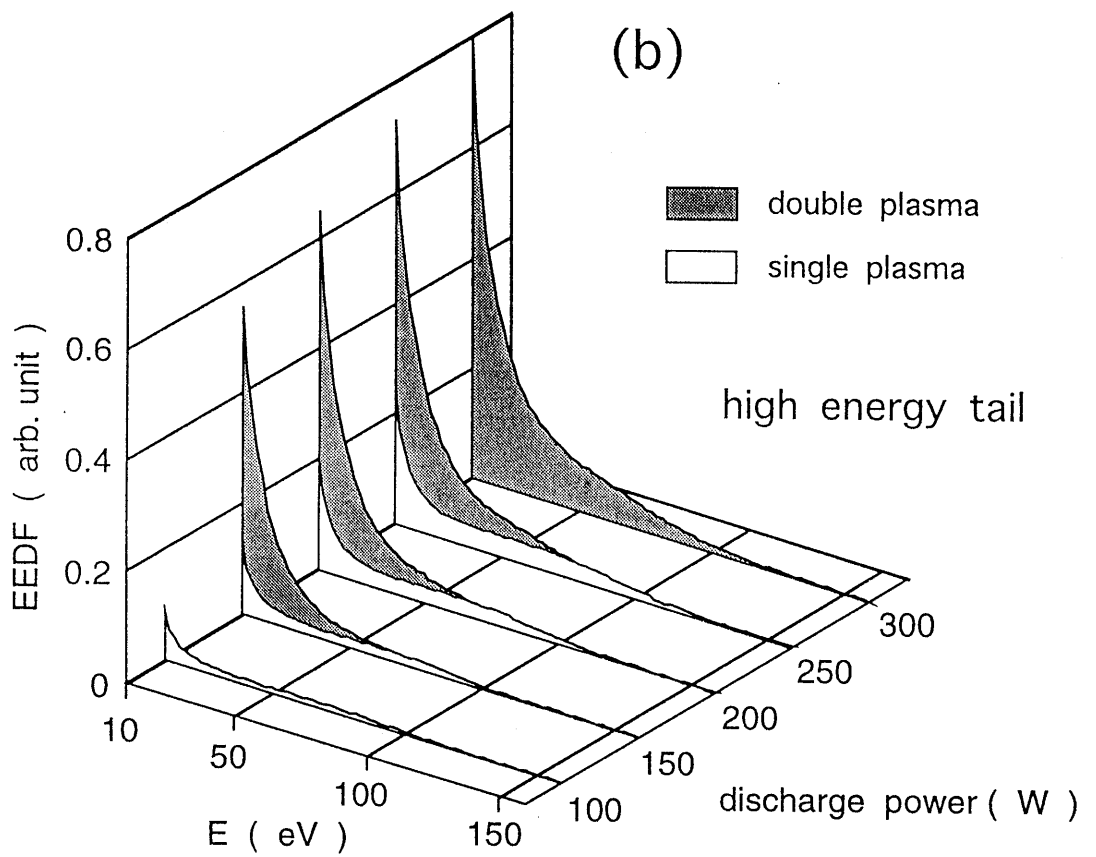 (b)
double plasma
single plasma
high energy tail
EEDF ( arb. unit )
0.8
0.6
0.4
0.2
0
10
50
100
150
E ( eV )
100
150
200
250
300
discharge power ( W )